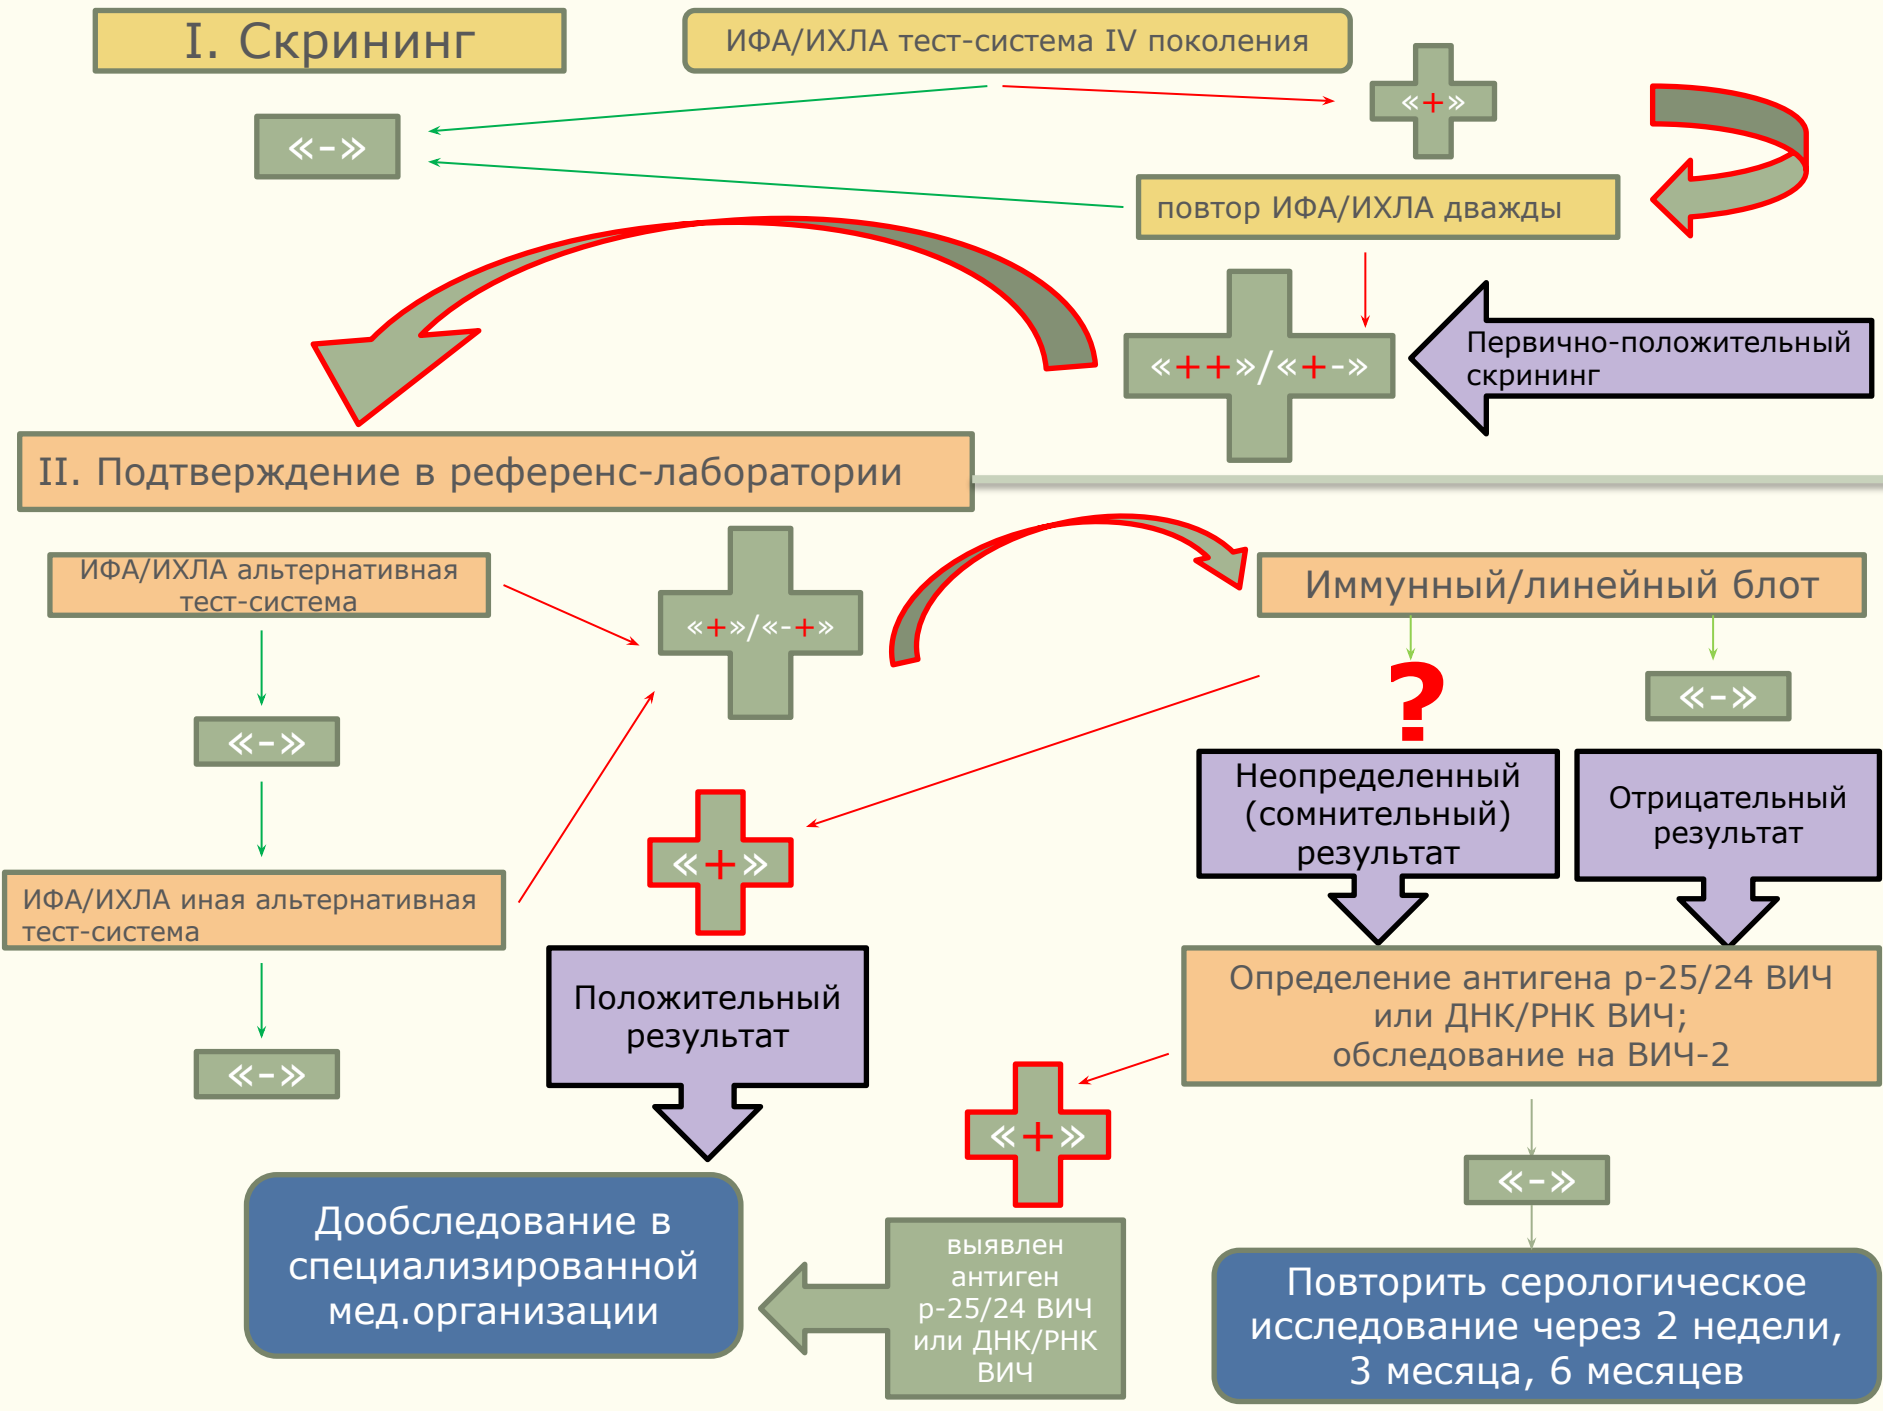 I. Скрининг
ИФА/ИХЛА тест-система IV поколения
«+»
«-»
повтор ИФА/ИХЛА дважды
«++»/«+-»
Первично-положительный
скрининг
II. Подтверждение в референс-лаборатории
ИФА/ИХЛА альтернативная
тест-система
«+»/«-+»
Иммунный/линейный блот
?
«-»
«-»
Неопределенный
(сомнительный)
результат
Отрицательный
результат
«+»
ИФА/ИХЛА иная альтернативная
тест-система
Положительный
результат
Определение антигена р-25/24 ВИЧ
или ДНК/РНК ВИЧ;
обследование на ВИЧ-2
«-»
«+»
«-»
Дообследование в
специализированной
мед.организации
выявлен
антиген
р-25/24 ВИЧ
или ДНК/РНК
ВИЧ
Повторить серологическое
исследование через 2 недели,
3 месяца, 6 месяцев